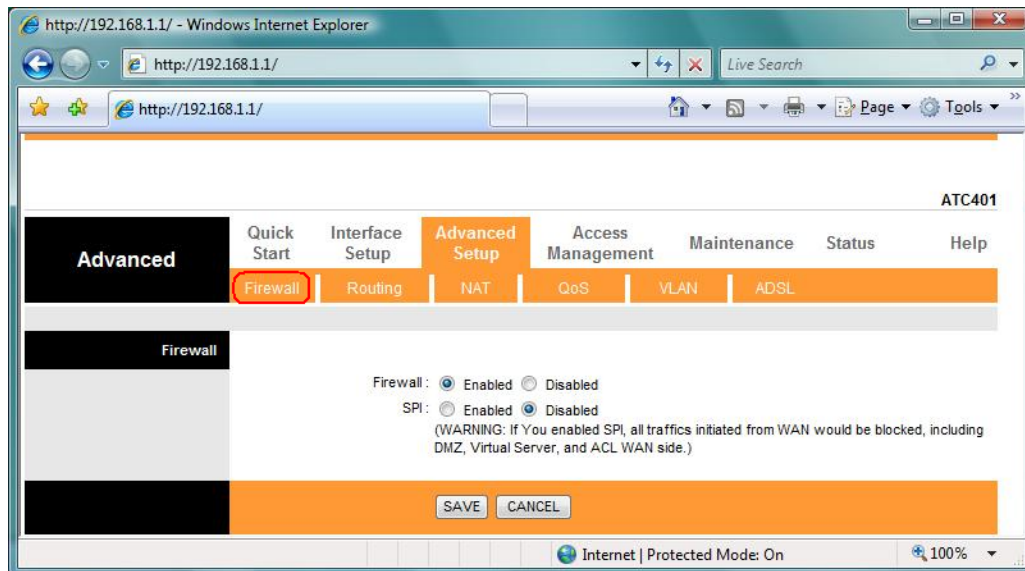 http://192.168.1.1/ - Windows Internet Explorer
http://192.168.1.1/
Live Search
http://192.168.1.1/
Page
Tools
ATC401
Advanced
Quick Start
Interface Setup
Advanced Setup
Access Management
Maintenance
Status
Help
Firewall
Routing
NAT
QoS
VLAN
ADSL
Firewall
Firewall : Enabled Disabled
SPI : Enabled Disabled
(WARNING: If You enabled SPI, all traffics initiated from WAN would be blocked, including
DMZ, Virtual Server, and ACL WAN side.)
SAVE CANCEL
Internet | Protected Mode: On
100%